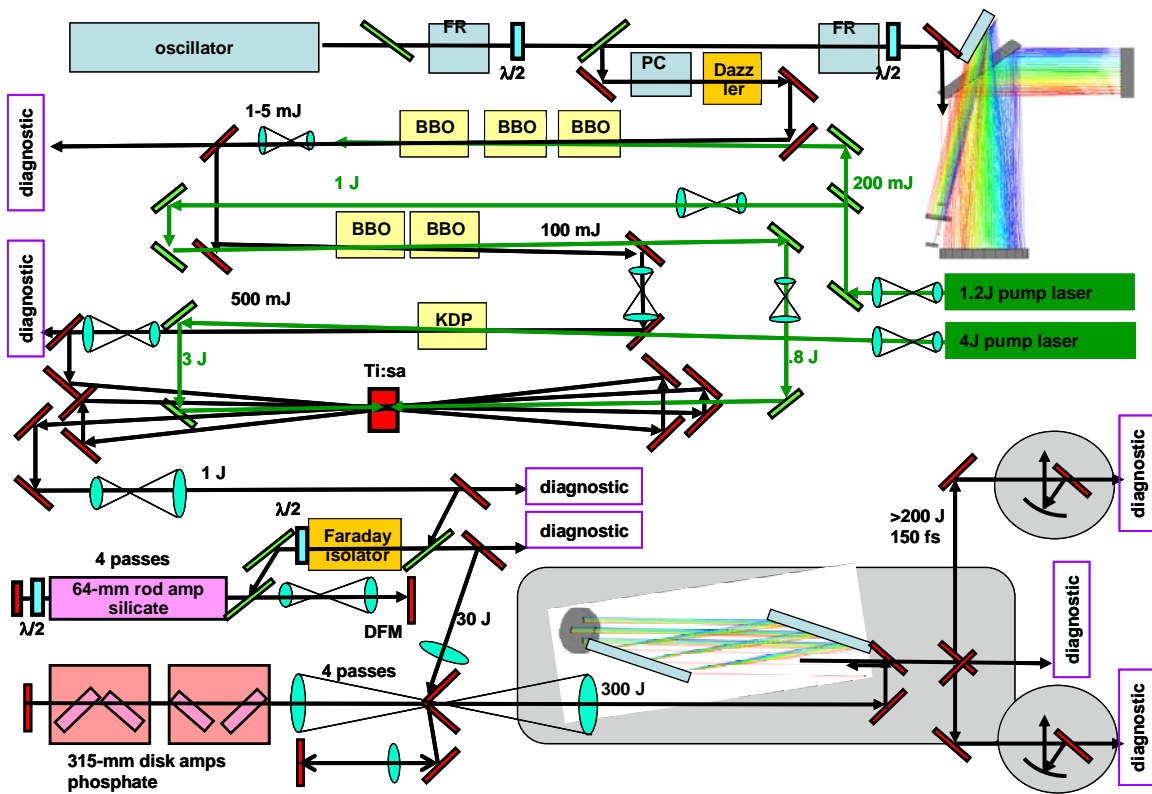 oscillator
FR
λ/2
PC
Dazz
ler
FR
λ/2
diagnostic
1-5 mJ
BBO
BBO
BBO
1 J
200 mJ
BBO
BBO
100 mJ
diagnostic
500 mJ
KDP
1.2J pump laser
4J pump laser
3 J
Ti:sa
.8 J
1 J
diagnostic
diagnostic
λ/2
Faraday
isolator
4 passes
64-mm rod amp
silicate
λ/2
DFM
30 J
>200 J
150 fs
diagnostic
diagnostic
4 passes
300 J
diagnostic
315-mm disk amps
phosphate